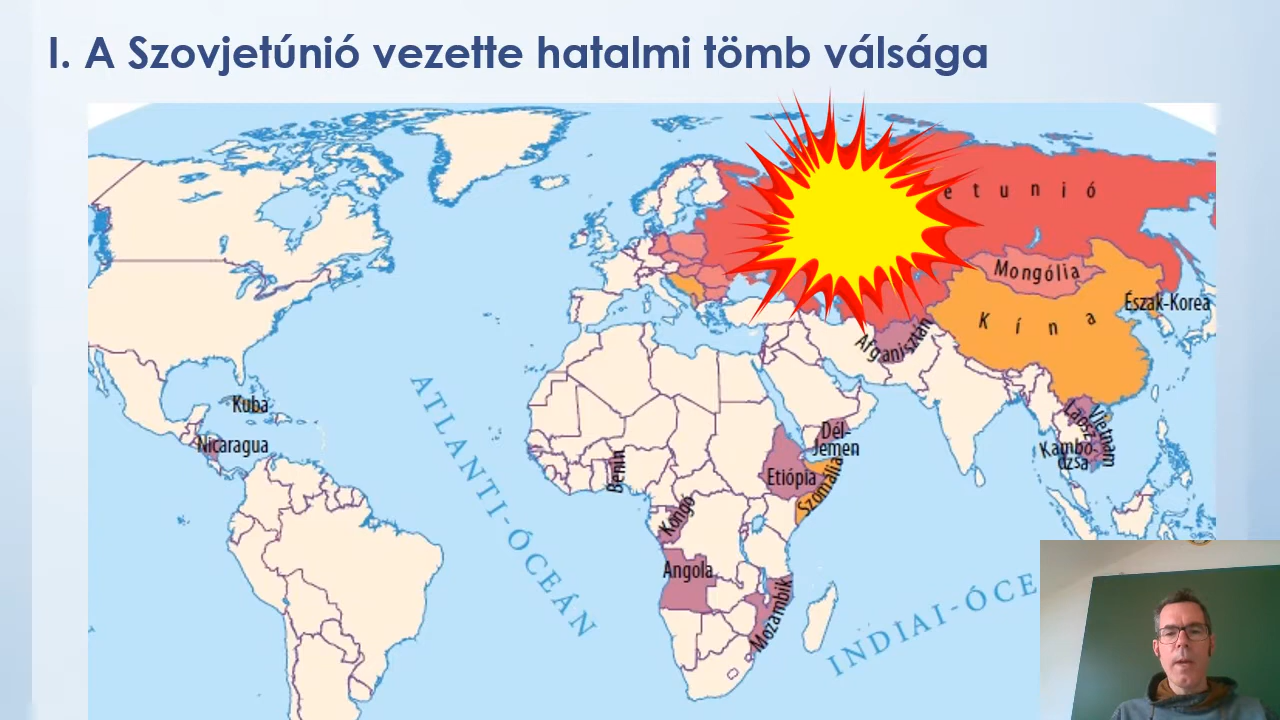 I. A Szovjetúnió vezette hatalmi tömb válsága
etunió
Mongólia
Észak-Korea
Kína
Afganisztán
Kuba
Nicaragua
ATLANTI-ÓCEÁN
Benin
Dél-
Jemen
Etiópia
Szomália
Laosz
Vietnam
Kambo-
dzsa
Kongó
Angola
Mozambik
INDIAI-ÓCE